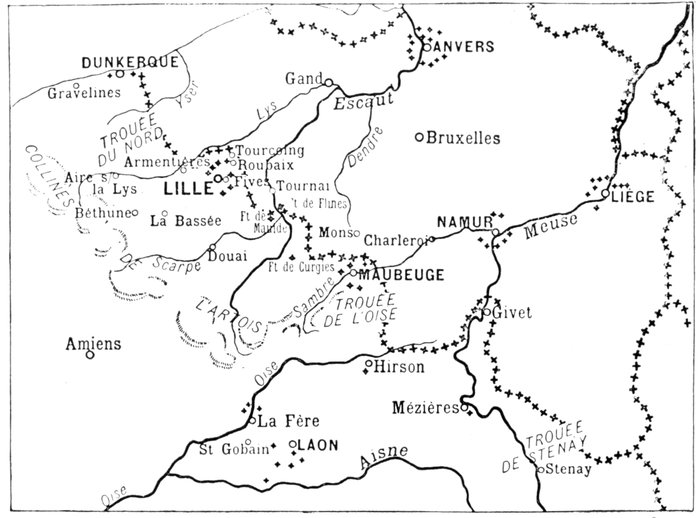 ANVERS
DUNKERQUE
Gravelines
Yser
Gand
Escaut
Lys
TROUÉE
DU NORD
Dendre
Bruxelles
COLLINES
DE
L'ARTOIS
Armentières
Tourcoing
Roubaix
Aire s/
la Lys
LILLE
Fives
Tournai
LIÈGE
Béthune
La Bassée
Ft de
Maulde
't de Flines
NAMUR
Meuse
Mons
Charleroi
Douai
Scarpe
Ft de Curgies
MAUBEUGE
Sambre
TROUÉE
DE L'OISE
Givet
Amiens
Oise
Hirson
Mézières
La Fère
St Gobain
LAON
Aisne
TROUÉE
DE STENAY
Stenay
Oise